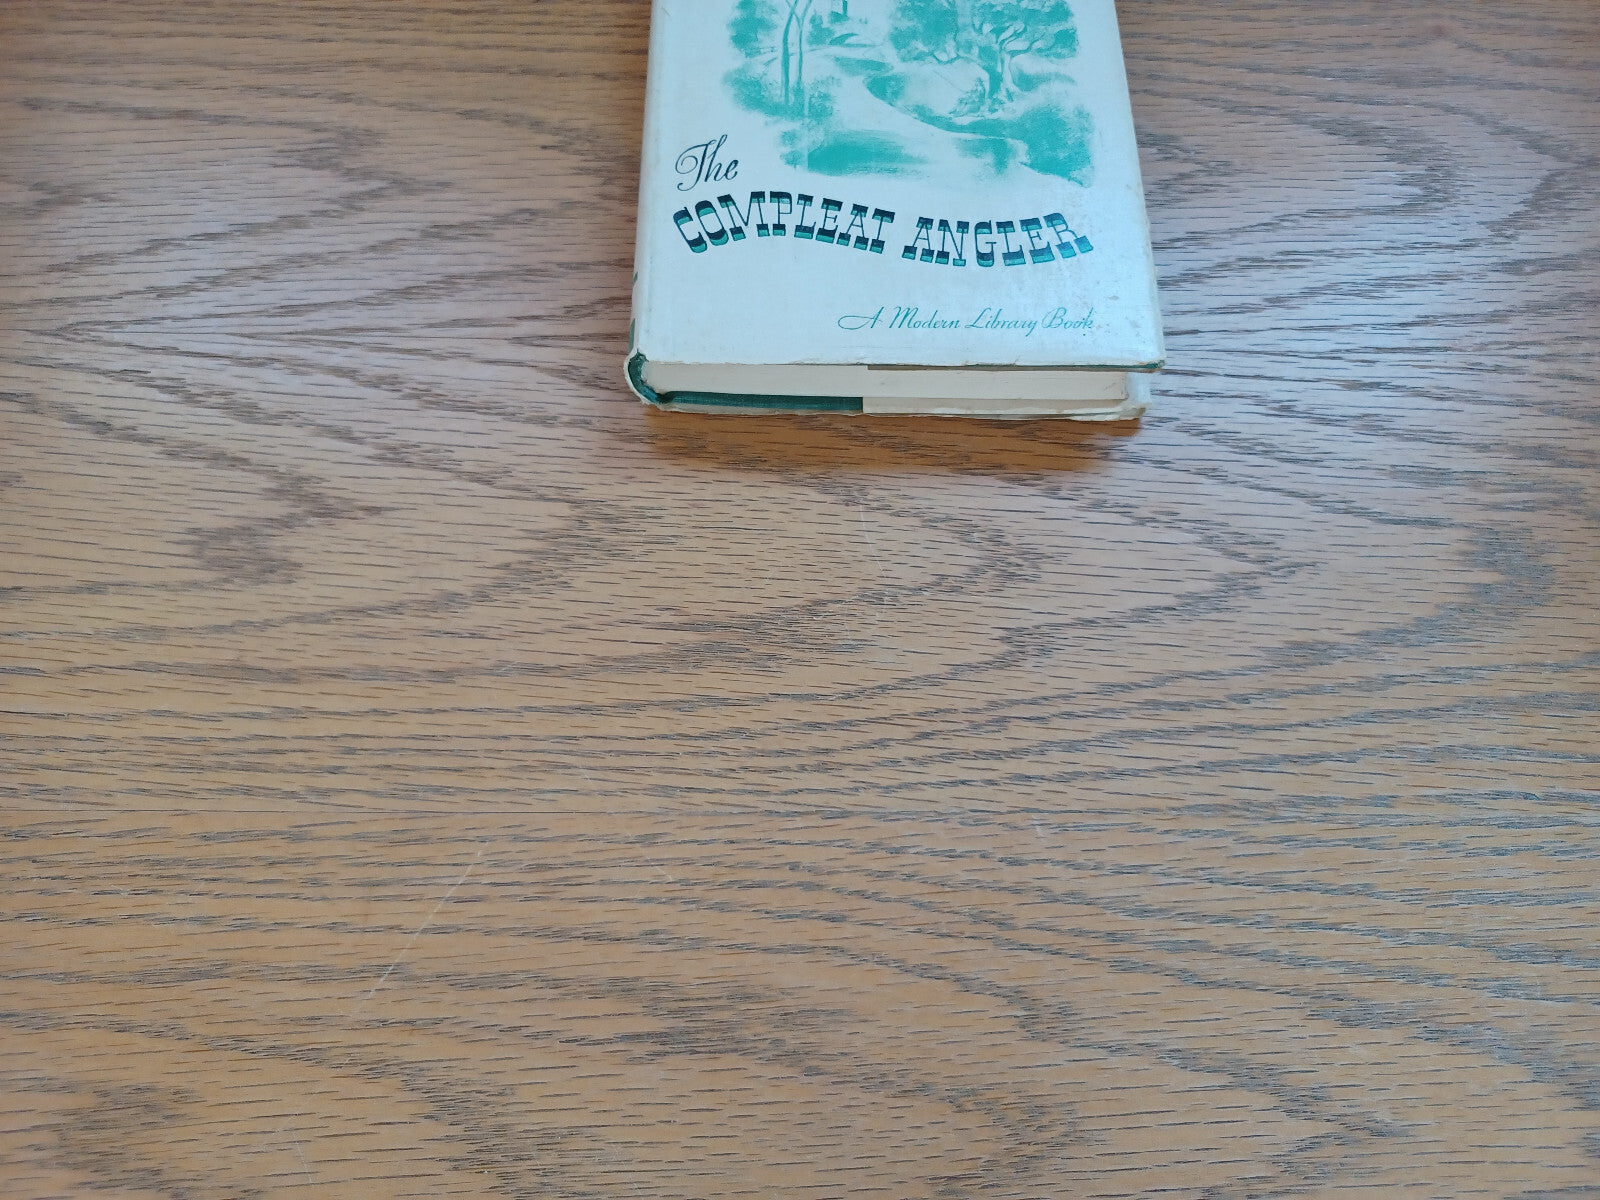 The
COMPLEAT ANGLER
A Modern Library Book